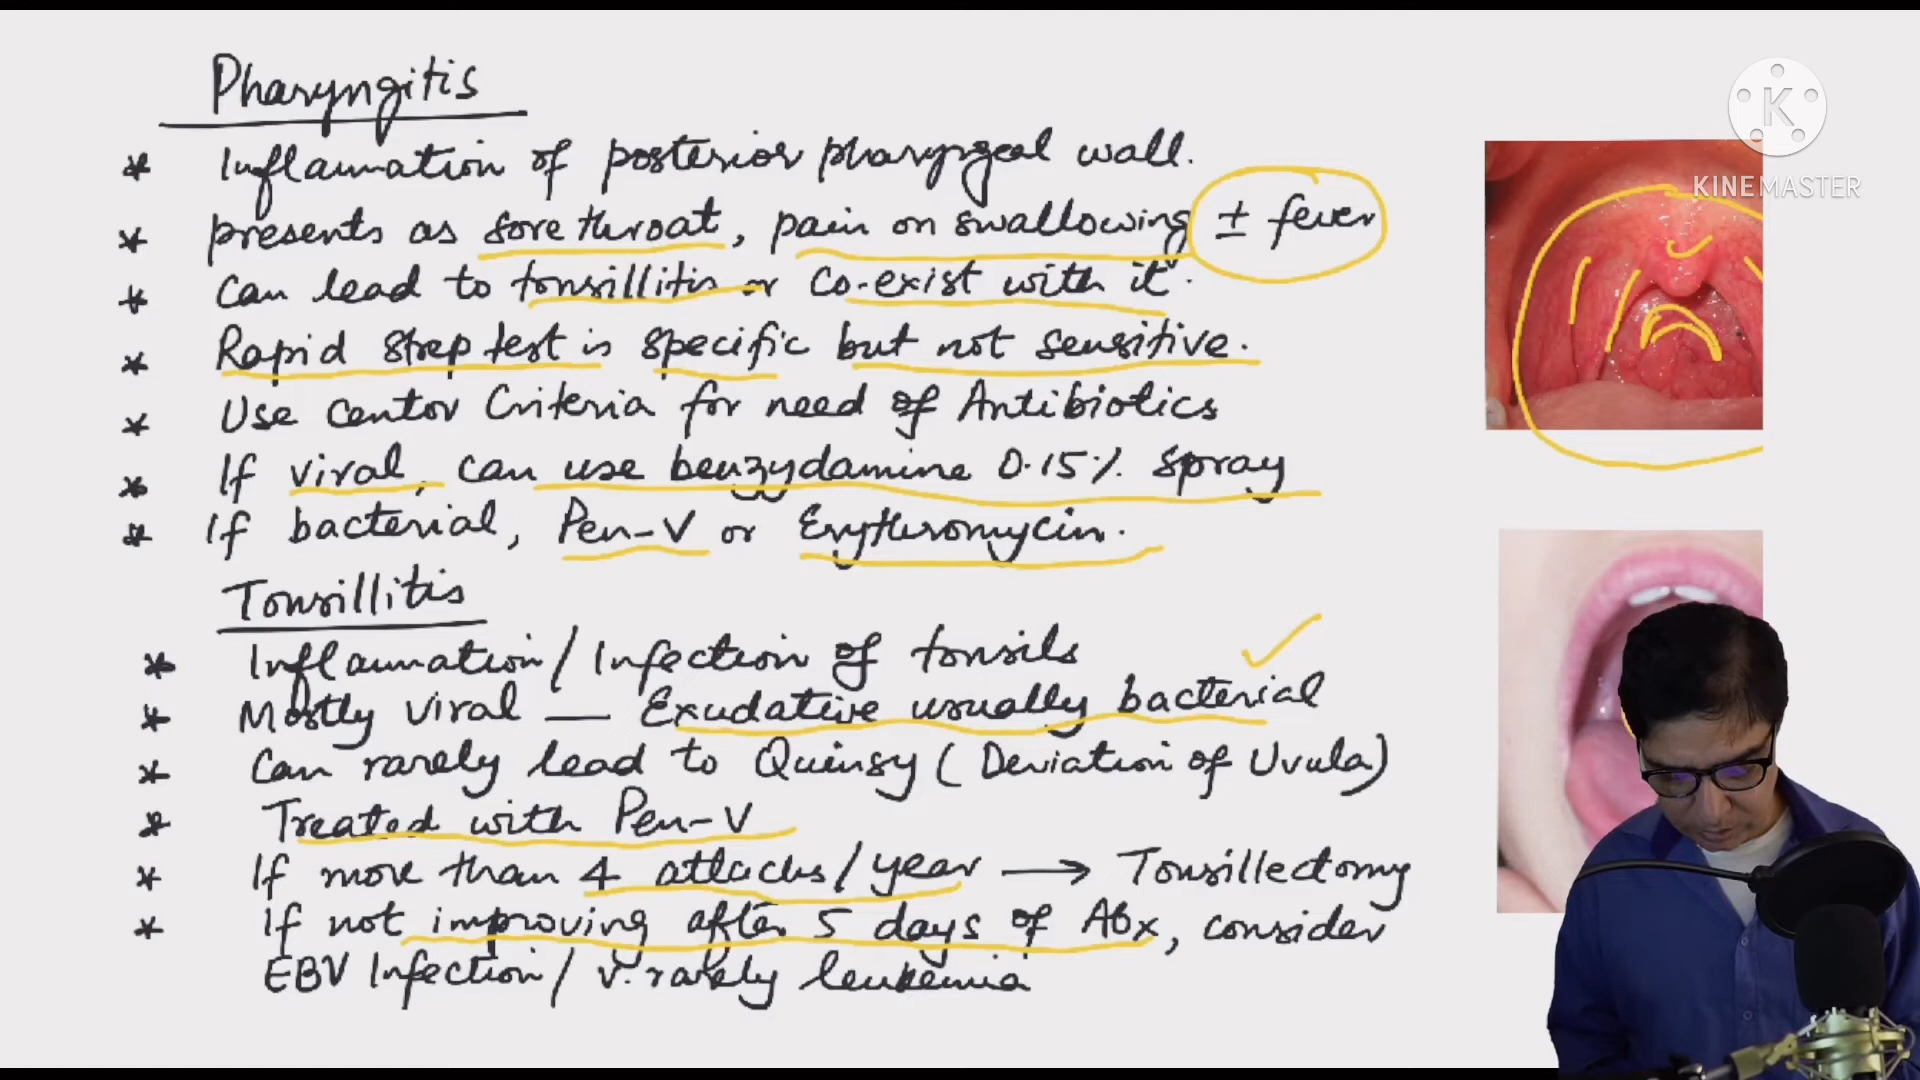 Pharyngitis
* Inflammation of posterior pharyngeal wall.
* presents as sore throat, pain on swallowing ± fever
* Can lead to tonsillitis or Co-exist with it.
* Rapid Strep test is specific but not sensitive.
* Use Centor Criteria for need of Antibiotics
* If viral, can use benzydamine 0.15% spray
* If bacterial, Pen-V or Erythromycin.
Tonsillitis
* Inflammation/Infection of tonsils
* Mostly viral — Exudative usually bacterial
* Can rarely lead to Quinsy (Deviation of Uvula)
* Treated with Pen-V
* If more than 4 attacks/year → Tonsillectomy
* If not improving after 5 days of Abx, consider
EBV Infection/ v. rarely leukemia
K
KINEMASTER